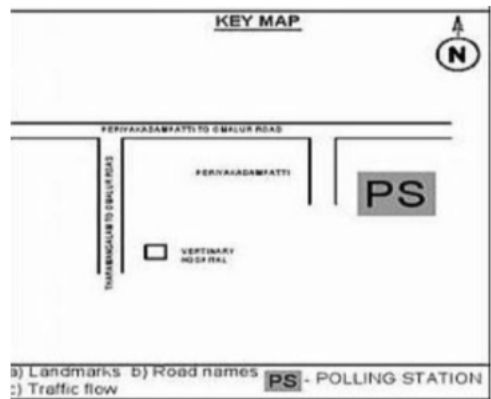 KEY MAP
N
PERIYAKADAMPATTI TO OMALUR ROAD
THARAMANGALAM TO OMALUR ROAD
PERIYAKADAMPATTI
PS
VERTINARY
HOSPITAL
a) Landmarks b) Road names
c) Traffic flow
PS - POLLING STATION